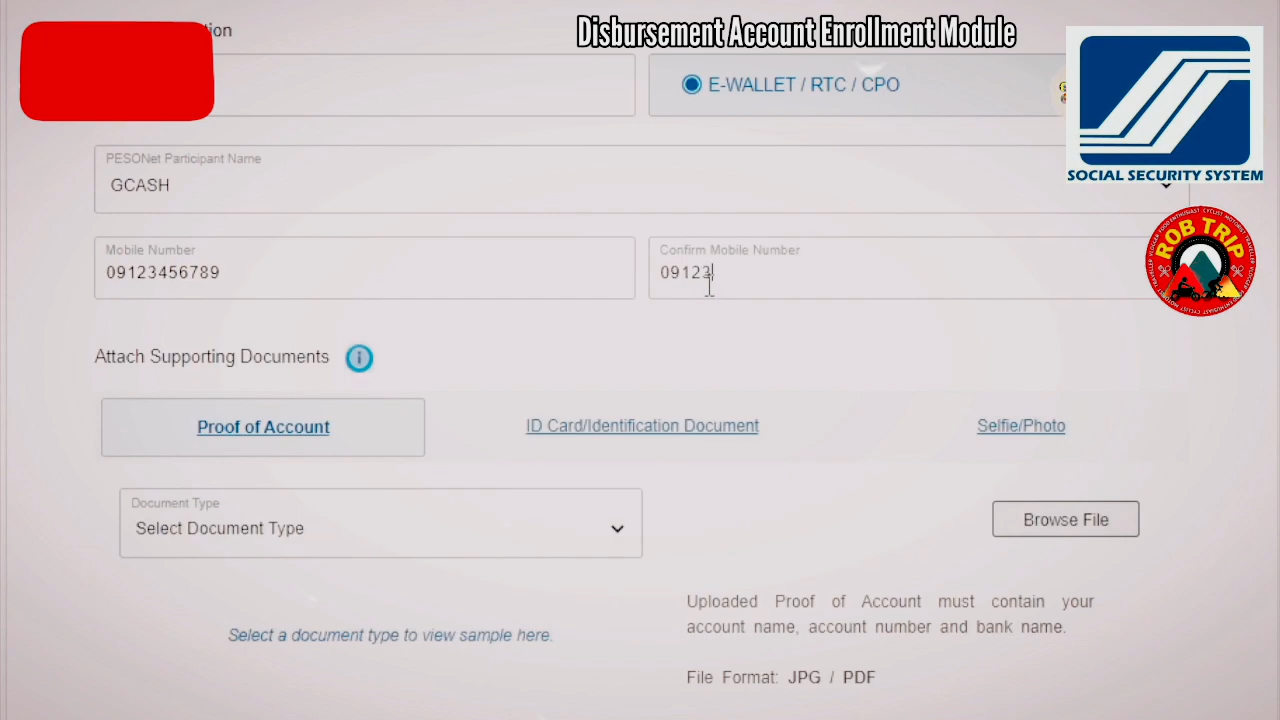 Disbursement Account Enrollment Module
E-WALLET / RTC / CPO
SOCIAL SECURITY SYSTEM
PESONet Participant Name
GCASH
Mobile Number
09123456789
Confirm Mobile Number
09123
ROB TRIP
Attach Supporting Documents
Proof of Account
ID Card/Identification Document
Selfie/Photo
Document Type
Select Document Type
Browse File
Uploaded Proof of Account must contain your
account name, account number and bank name.
Select a document type to view sample here.
File Format: JPG / PDF